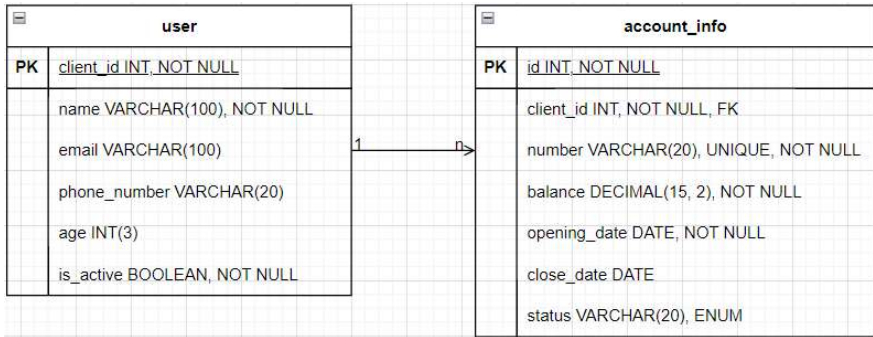 user
PK client_id INT, NOT NULL
name VARCHAR(100), NOT NULL
email VARCHAR(100)
phone_number VARCHAR(20)
age INT(3)
is_active BOOLEAN, NOT NULL
1 n
account_info
PK id INT, NOT NULL
client_id INT, NOT NULL, FK
number VARCHAR(20), UNIQUE, NOT NULL
balance DECIMAL(15, 2), NOT NULL
opening_date DATE, NOT NULL
close_date DATE
status VARCHAR(20), ENUM